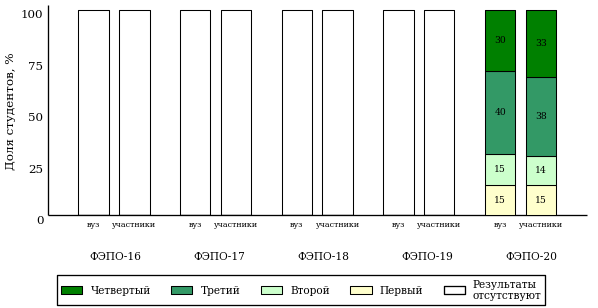 Доля студентов, %
100
75
50
25
0
30
40
15
15
33
38
14
15
вуз участники вуз участники вуз участники вуз участники вуз участники
ФЭПО-16 ФЭПО-17 ФЭПО-18 ФЭПО-19 ФЭПО-20
Четвертый Третий Второй Первый Результаты
отсутствуют